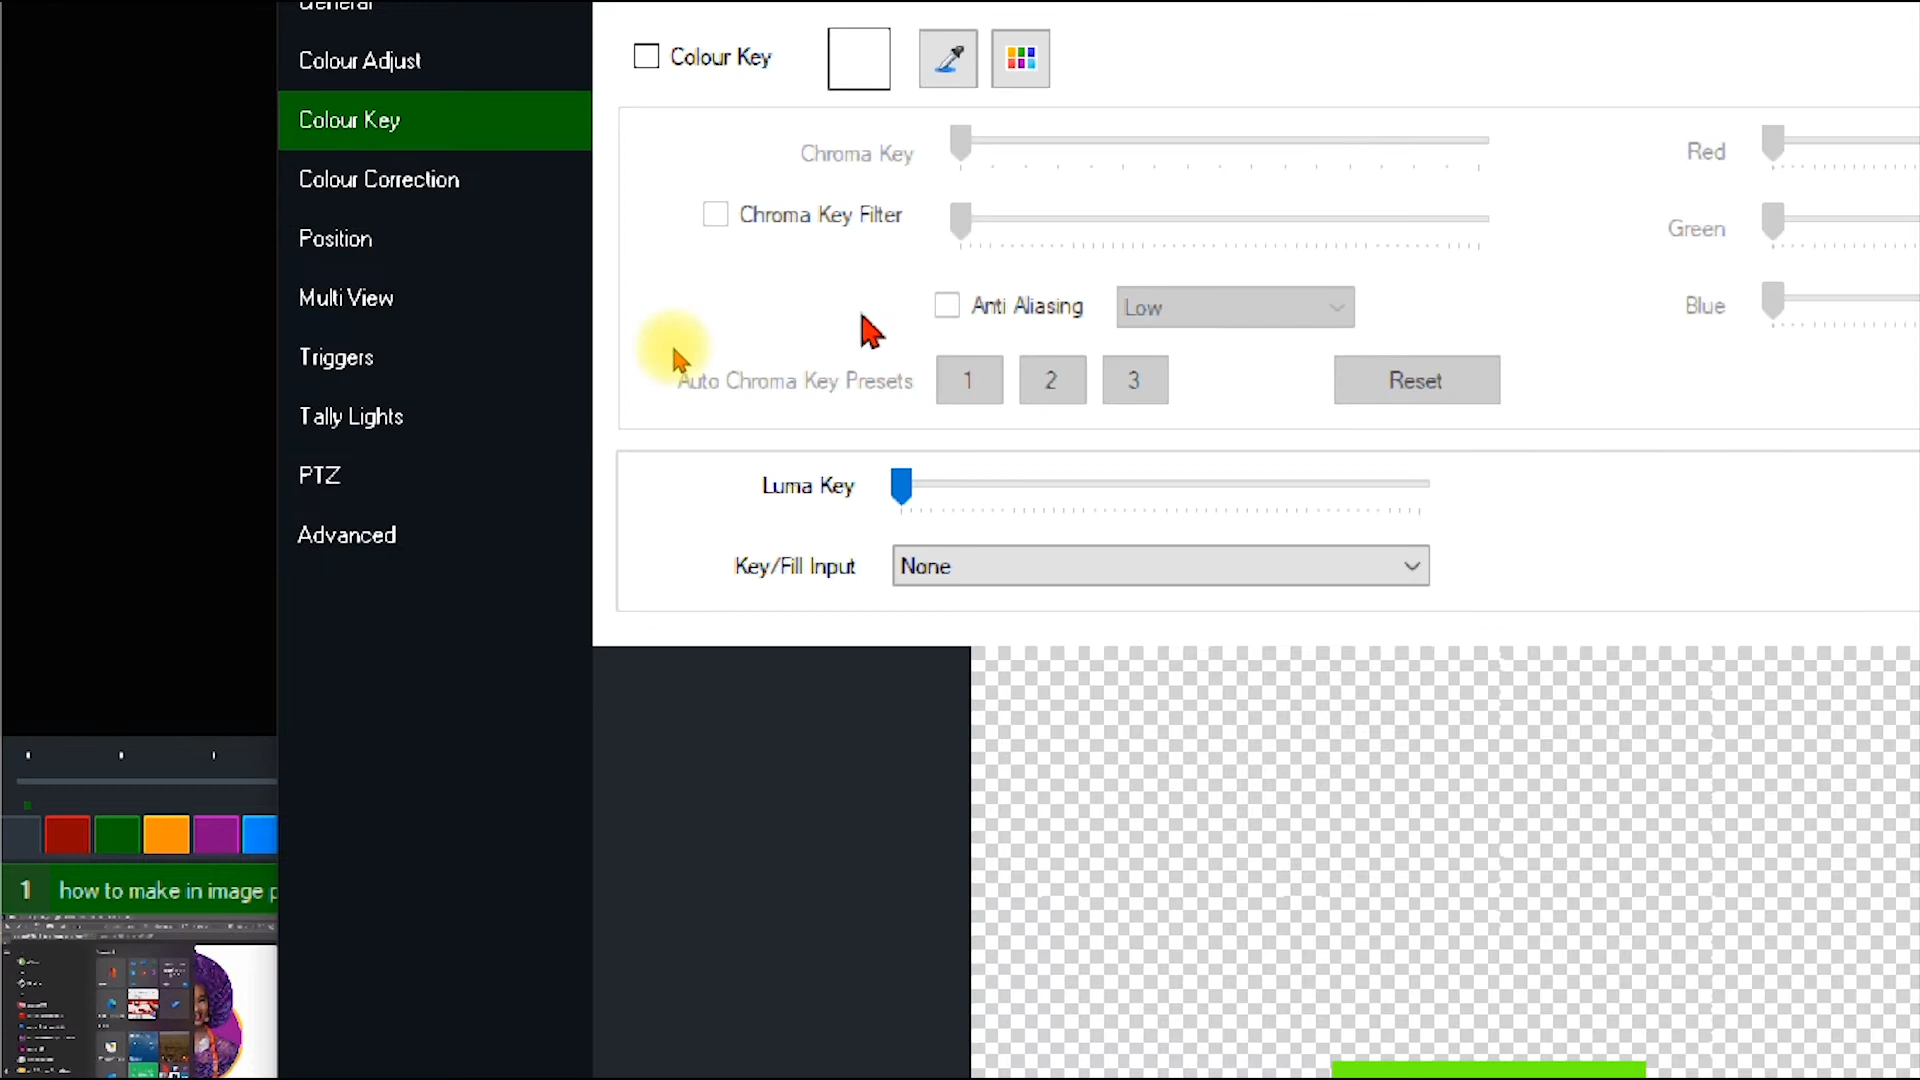 General
Colour Adjust
Colour Key
Colour Correction
Position
Multi View
Triggers
Tally Lights
PTZ
Advanced
Colour Key
Chroma Key
Red
Chroma Key Filter
Green
Anti Aliasing
Low
Blue
Auto Chroma Key Presets
1
2
3
Reset
Luma Key
Key/Fill Input
None
1
how to make in image p